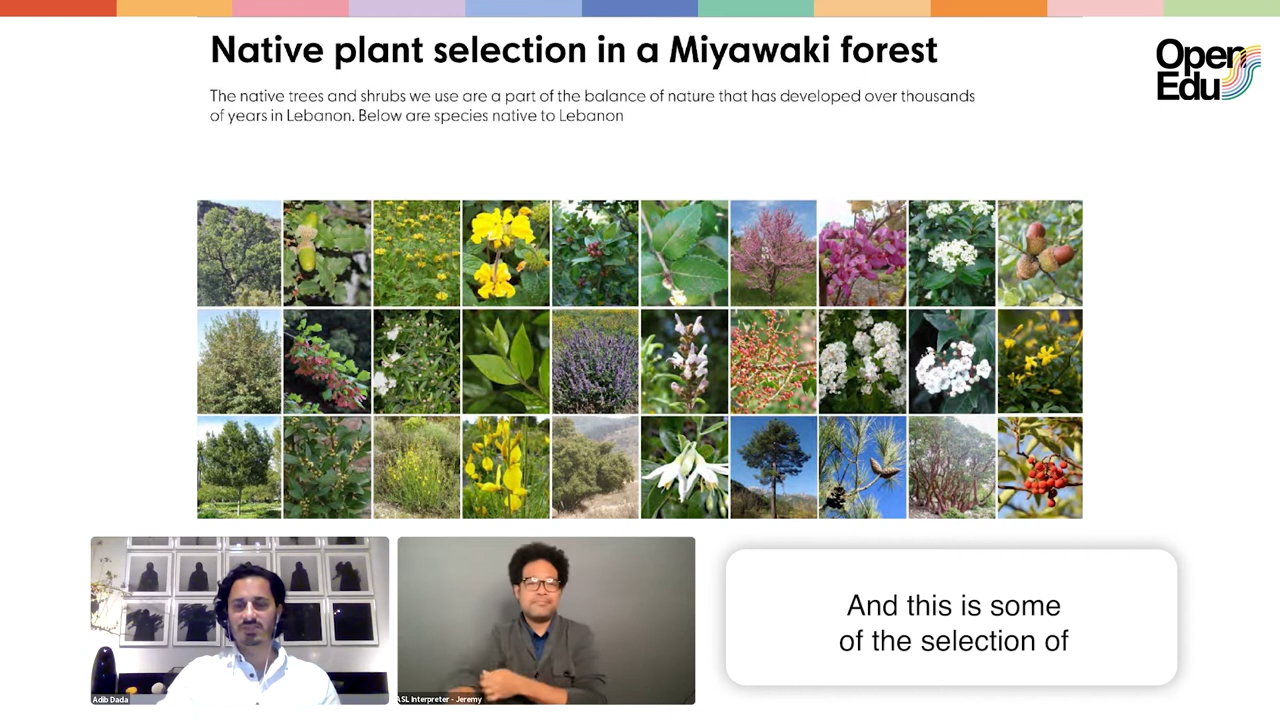 Native plant selection in a Miyawaki forest
Open
Edu
The native trees and shrubs we use are a part of the balance of nature that has developed over thousands
of years in Lebanon. Below are species native to Lebanon
And this is some
of the selection of
Adib Dada
ASL Interpreter - Jeremy